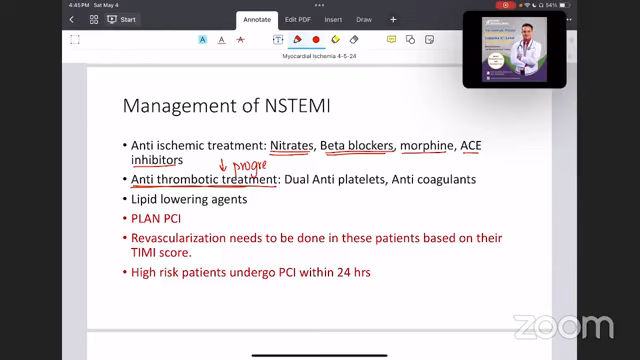 4:45 PM Sat May 4
54%
Start
Annotate
Edit PDF
Insert
Draw
Myocardial Ischemia 4-5-24
Management of NSTEMI
• Anti ischemic treatment: Nitrates, Beta blockers, morphine, ACE
inhibitors
↓ progre
• Anti thrombotic treatment: Dual Anti platelets, Anti coagulants
• Lipid lowering agents
• PLAN PCI
• Revascularization needs to be done in these patients based on their
TIMI score.
• High risk patients undergo PCI within 24 hrs
zoom